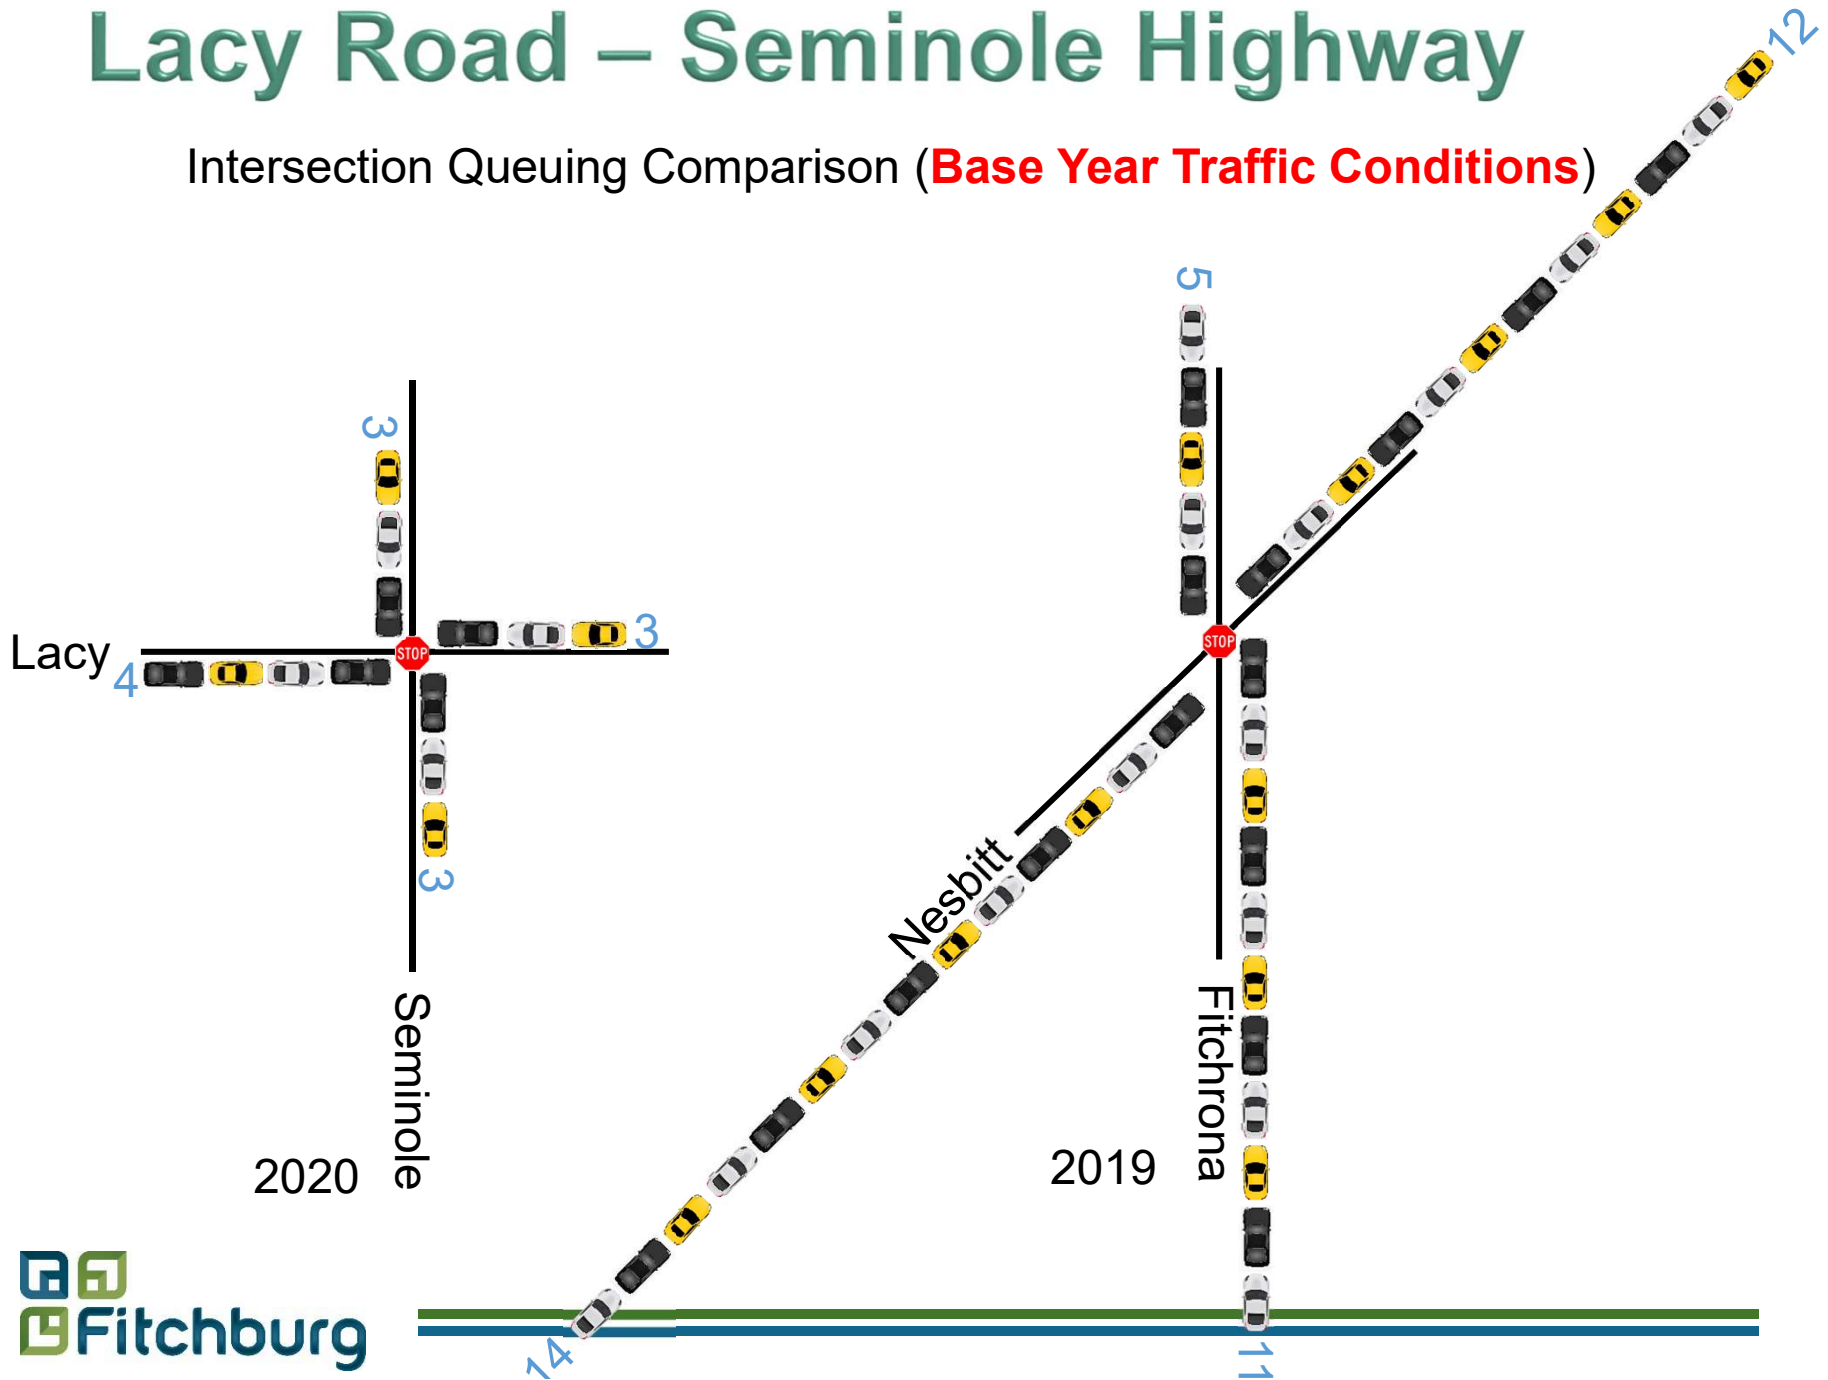 Lacy Road – Seminole Highway
12
Intersection Queuing Comparison (Base Year Traffic Conditions)
5
3
STOP
3
Lacy
4
STOP
3
Nesbitt
Seminole
Fitchrona
2020
2019
Fitchburg
14
11